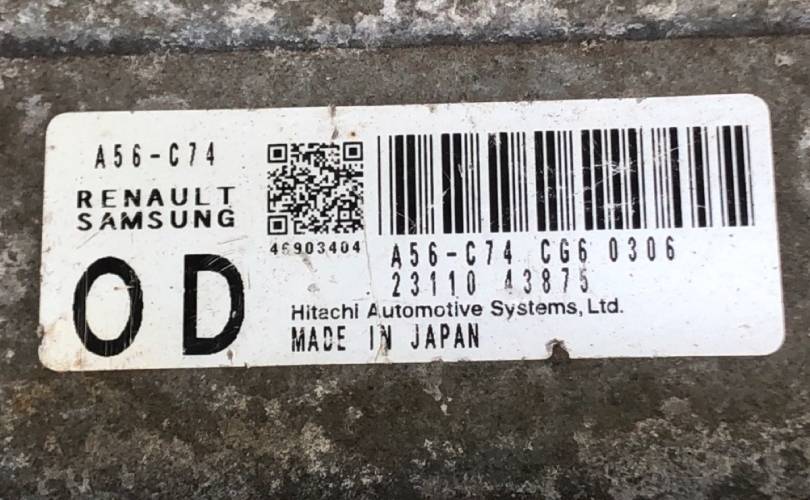 A56-C74
RENAULT
SAMSUNG
OD
46903404
A56-C74 CG6 0306
23110 43875
Hitachi Automotive Systems, Ltd.
MADE IN JAPAN